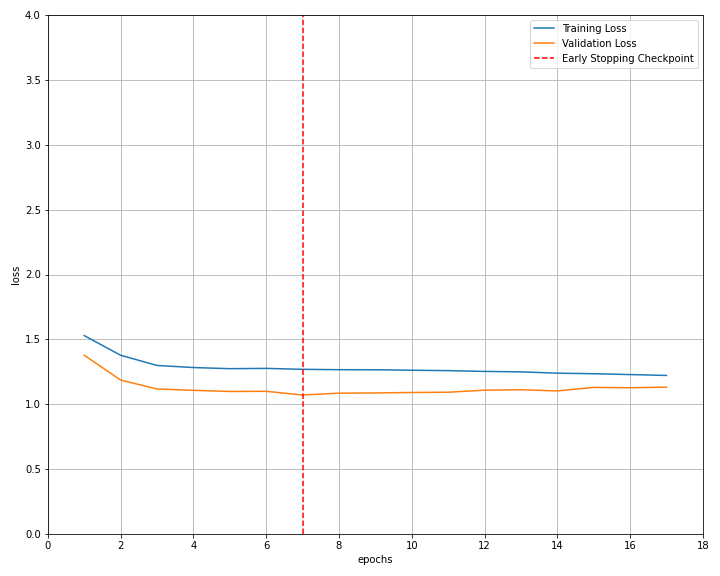 4.0
3.5
3.0
2.5
2.0
1.5
1.0
0.5
0.0
loss
0 2 4 6 8 10 12 14 16 18
epochs
Training Loss
Validation Loss
Early Stopping Checkpoint